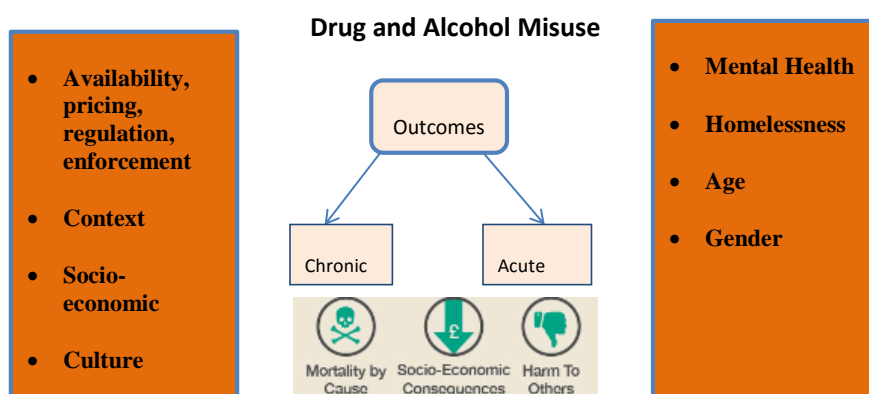 Drug and Alcohol Misuse
• Availability,
pricing,
regulation,
enforcement
• Context
• Socio-
economic
• Culture
Outcomes
Chronic
Acute
£
Mortality by
Cause
Socio-Economic
Consequences
Harm To
Others
• Mental Health
• Homelessness
• Age
• Gender